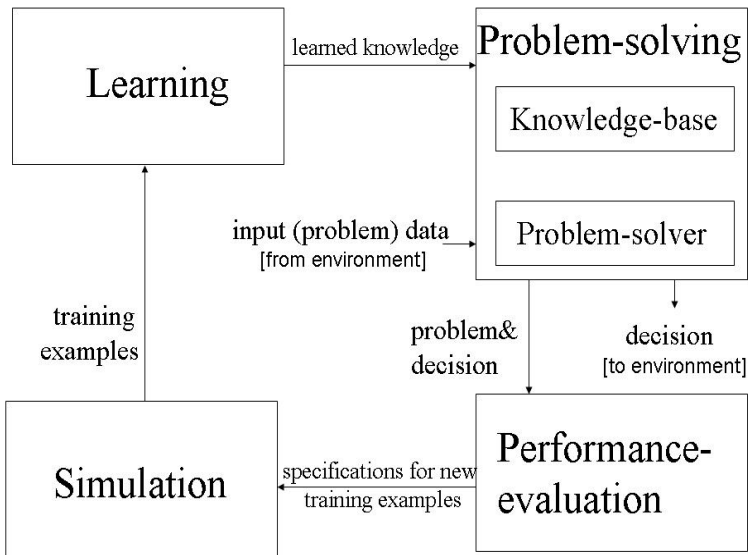 Learning
learned knowledge
Problem-solving
Knowledge-base
input (problem) data
[from environment]
Problem-solver
training
examples
problem&
decision
decision
[to environment]
Simulation
specifications for new
training examples
Performance-
evaluation